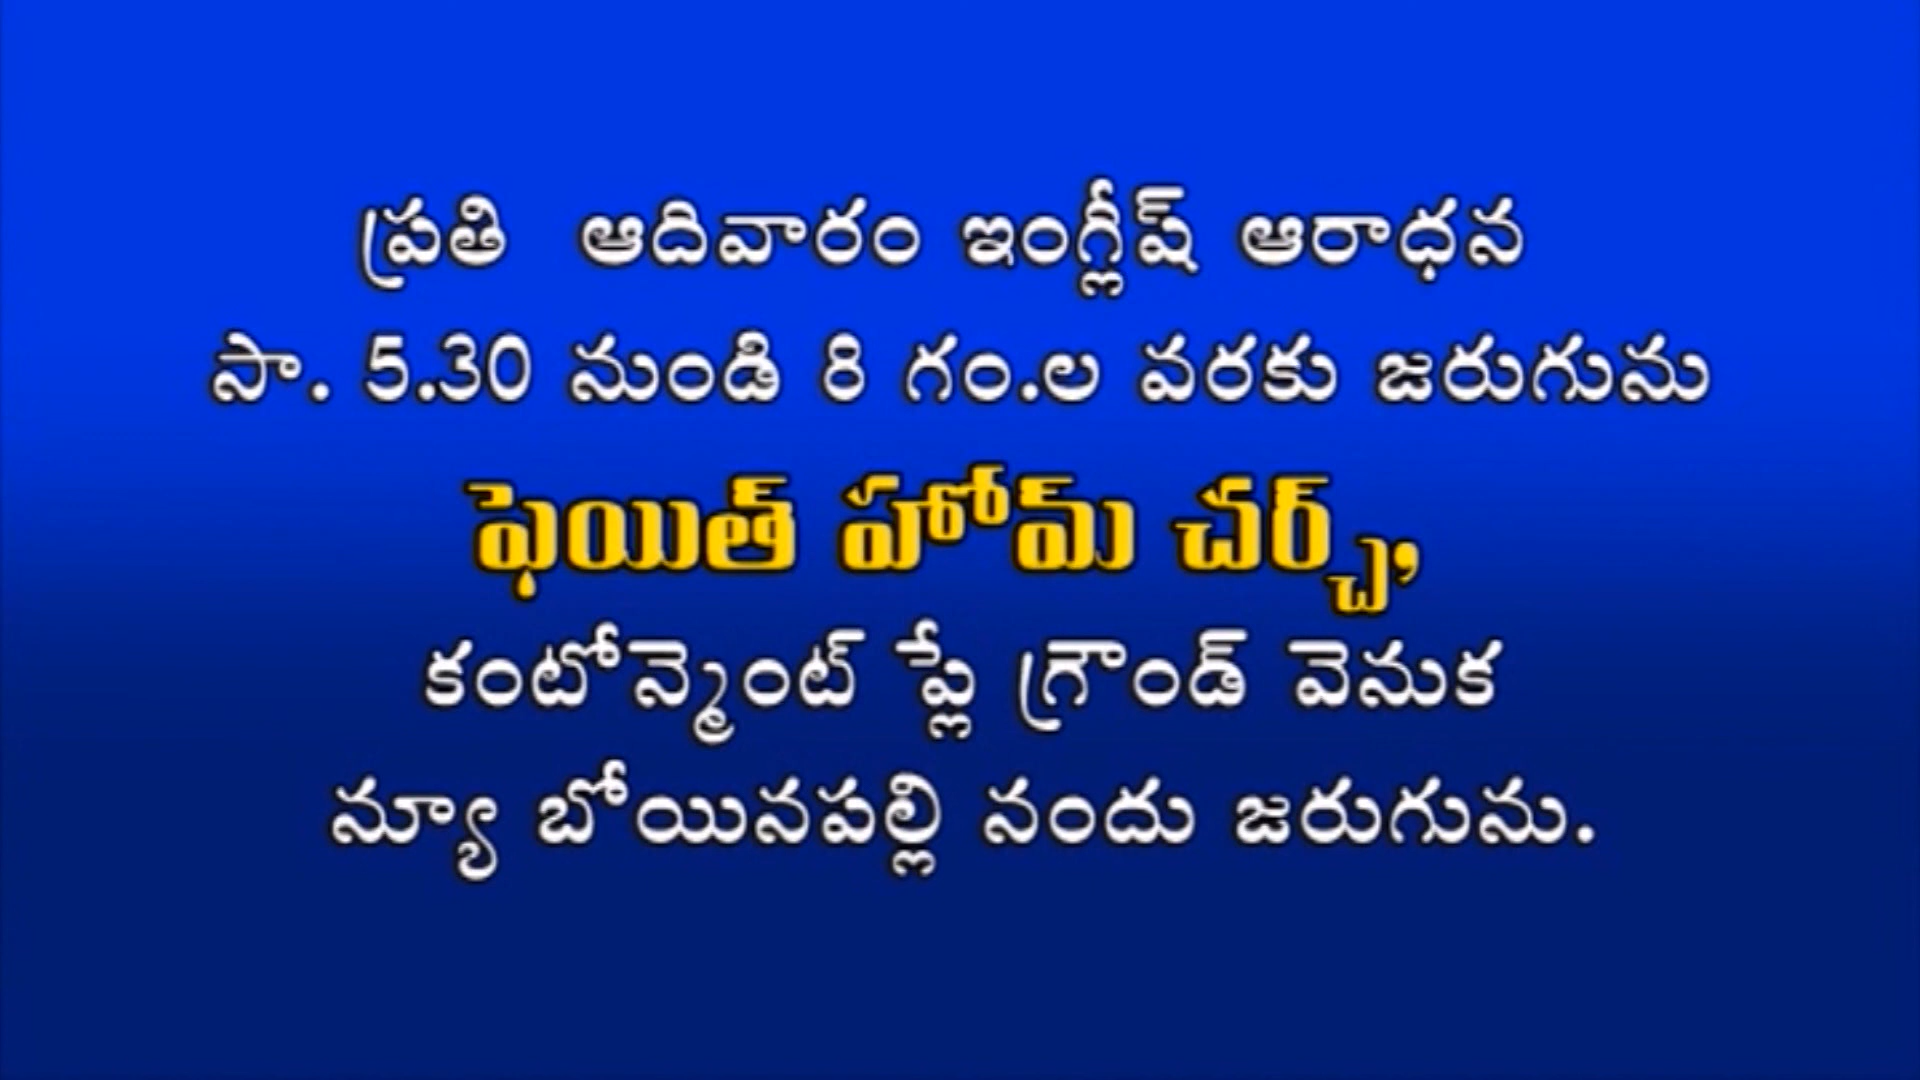 ప్రతి ఆదివారం ఇంగ్లీష్ ఆరాధన
సా. 5.30 నుండి 8 గం.ల వరకు జరుగును
ఫెయిత్ హోమ్ చర్చ్,
కంటోన్మెంట్ ప్లే గ్రౌండ్ వెనుక
న్యూ బోయినపల్లి నందు జరుగును.